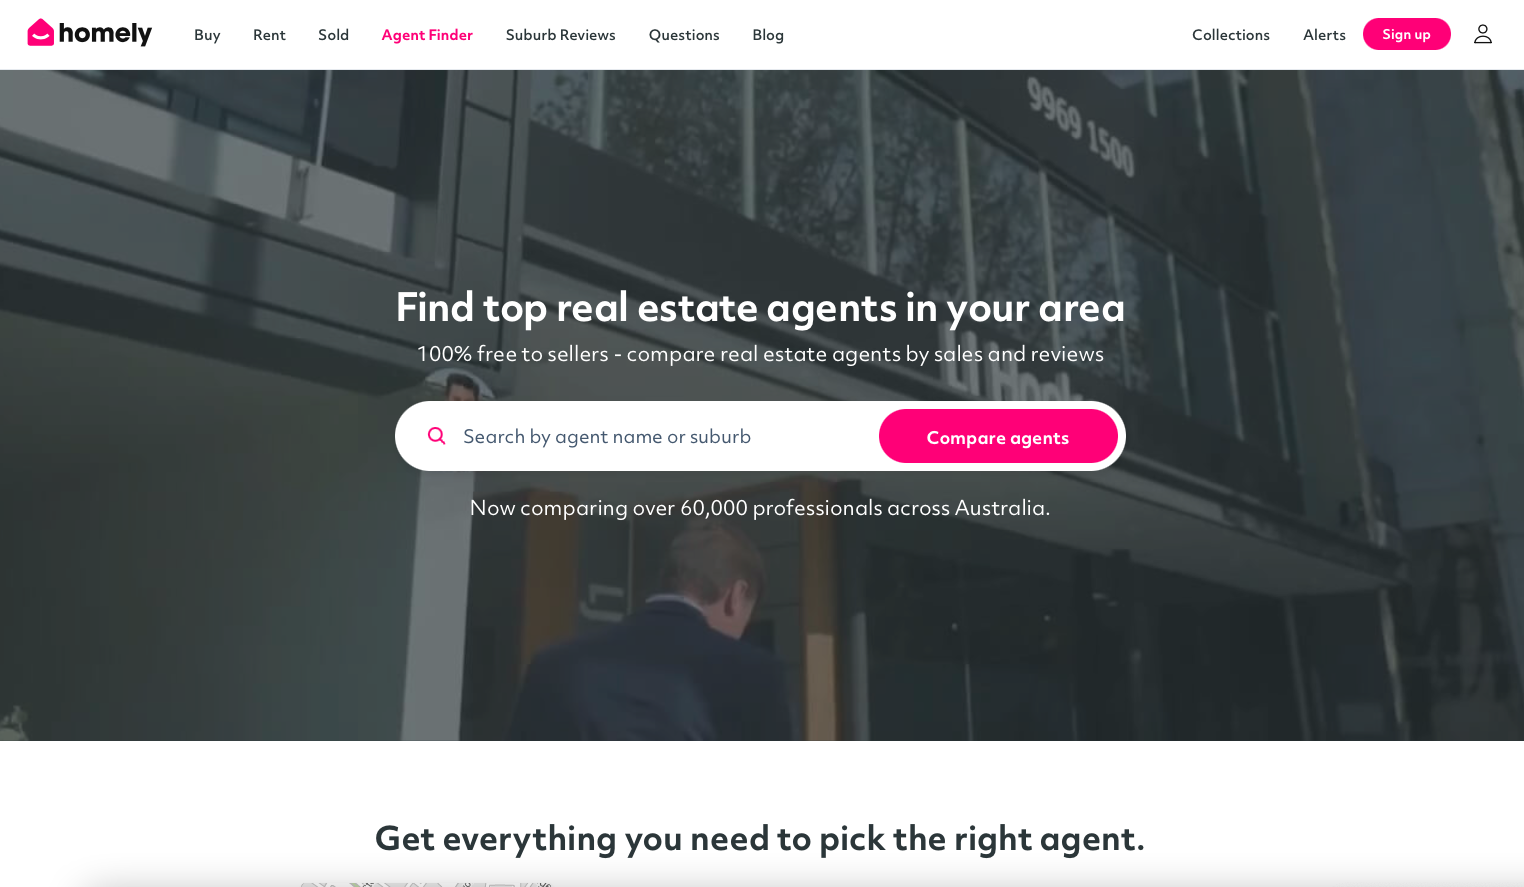 homely
Buy
Rent
Sold
Agent Finder
Suburb Reviews
Questions
Blog
Collections
Alerts
Sign up
9969 1500
Find top real estate agents in your area
100% free to sellers - compare real estate agents by sales and reviews
Search by agent name or suburb
Compare agents
Now comparing over 60,000 professionals across Australia.
Get everything you need to pick the right agent.